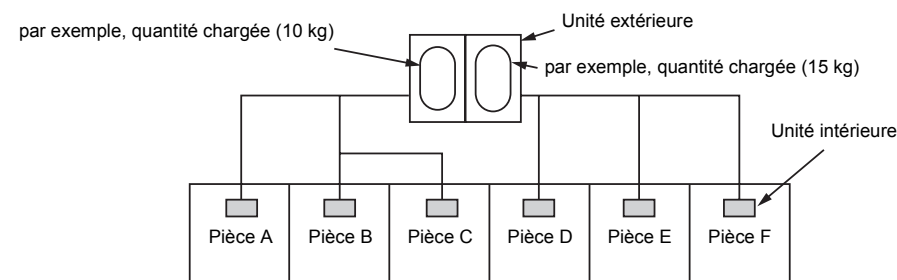 Unité extérieure
par exemple, quantité chargée (10 kg)
par exemple, quantité chargée (15 kg)
Unité intérieure
Pièce A
Pièce B
Pièce C
Pièce D
Pièce E
Pièce F